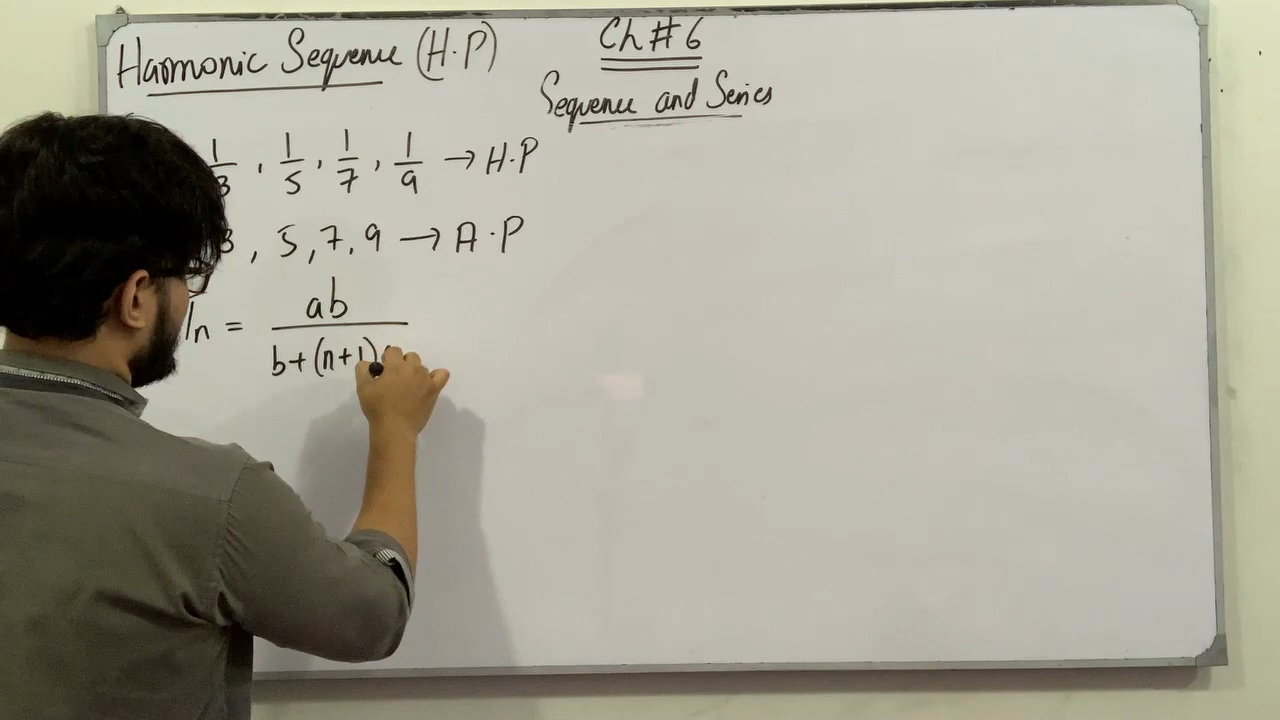 Harmonic Sequence (H.P)
Ch # 6
Sequence and Series
1/3, 1/5, 1/7, 1/9 → H.P
3, 5, 7, 9 → A.P
n = ab/b+(n+1)